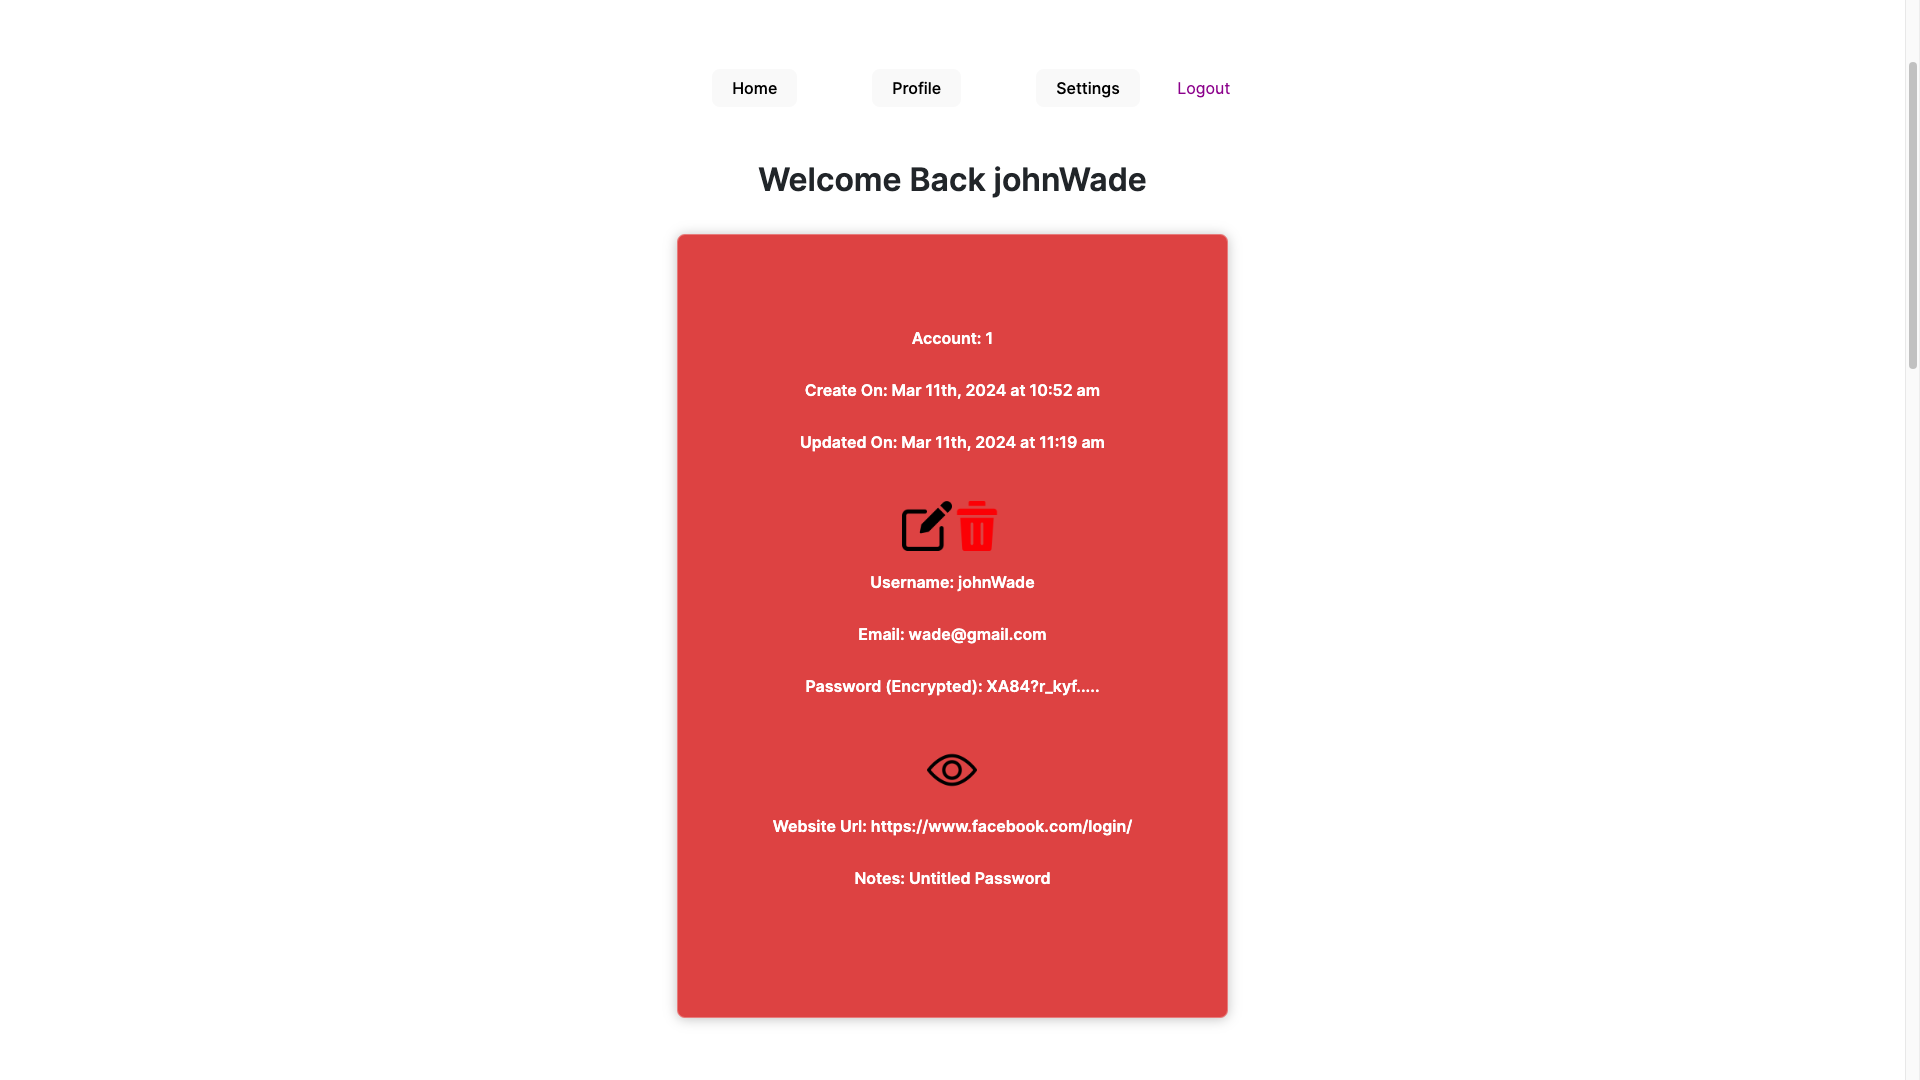 Home Profile Settings Logout
Welcome Back johnWade
Account: 1
Create On: Mar 11th, 2024 at 10:52 am
Updated On: Mar 11th, 2024 at 11:19 am
Username: johnWade
Email: wade@gmail.com
Password (Encrypted): XA84?r_kyf.....
Website Url: https://www.facebook.com/login/
Notes: Untitled Password